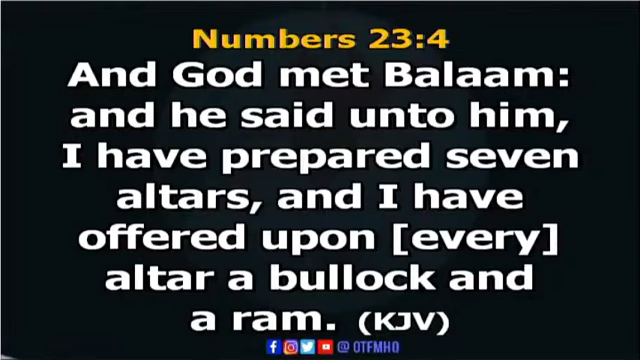 Numbers 23:4
And God met Balaam:
and he said unto him,
I have prepared seven
altars, and I have
offered upon [every]
altar a bullock and
a ram. (KJV)
@ OTFMHQ